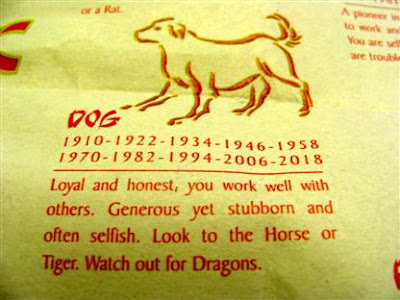 or a Rat.
A pioneer in
to work and
You are sel
are trouble
DOG
1910-1922-1934-1946-1958
1970-1982-1994-2006-2018
Loyal and honest, you work well with
others. Generous yet stubborn and
often selfish. Look to the Horse or
Tiger. Watch out for Dragons.